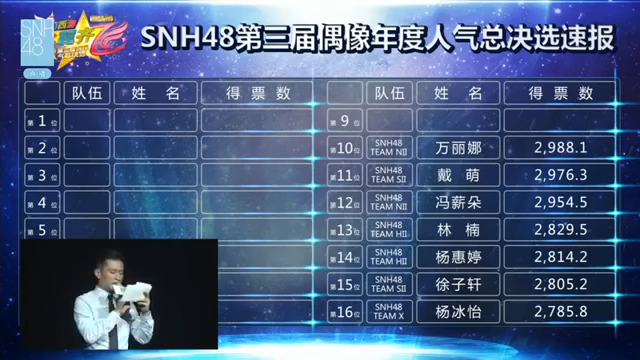 SNH48
SNH48第三届偶像年度人气总决选速报
队伍 姓 名 得 票 数
第1位
第2位
第3位
第4位
第5位
队伍 姓 名 得 票 数
第9位
第10位 SNH48 TEAM NII 万丽娜 2,988.1
第11位 SNH48 TEAM SII 戴 萌 2,976.3
第12位 SNH48 TEAM NII 冯薪朵 2,954.5
第13位 SNH48 TEAM HII 林 楠 2,829.5
第14位 SNH48 TEAM HII 杨惠婷 2,814.2
第15位 SNH48 TEAM SII 徐子轩 2,805.2
第16位 SNH48 TEAM X 杨冰怡 2,785.8